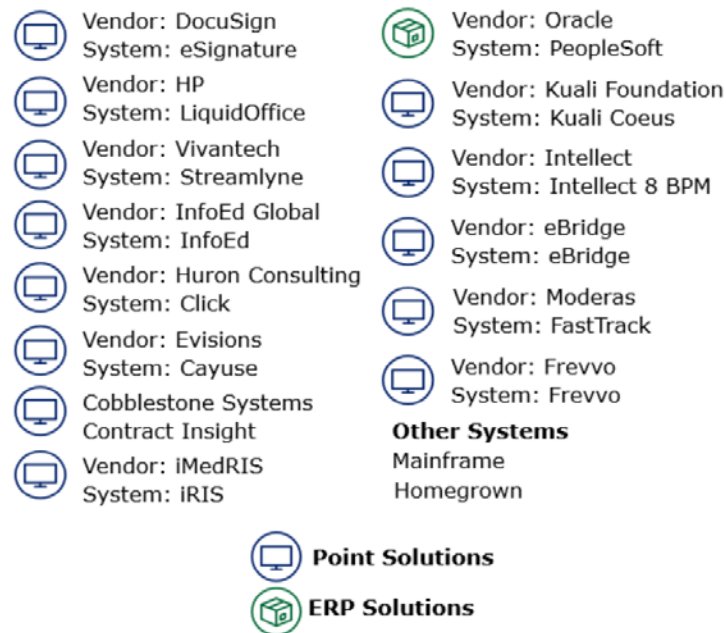 Vendor: DocuSign
System: eSignature
Vendor: HP
System: LiquidOffice
Vendor: Vivantech
System: Streamlyne
Vendor: InfoEd Global
System: InfoEd
Vendor: Huron Consulting
System: Click
Vendor: Evisions
System: Cayuse
Cobblestone Systems
Contract Insight
Vendor: iMedRIS
System: iRIS
Vendor: Oracle
System: PeopleSoft
Vendor: Kuali Foundation
System: Kuali Coeus
Vendor: Intellect
System: Intellect 8 BPM
Vendor: eBridge
System: eBridge
Vendor: Moderas
System: FastTrack
Vendor: Frevvo
System: Frevvo
Other Systems
Mainframe
Homegrown
Point Solutions
ERP Solutions